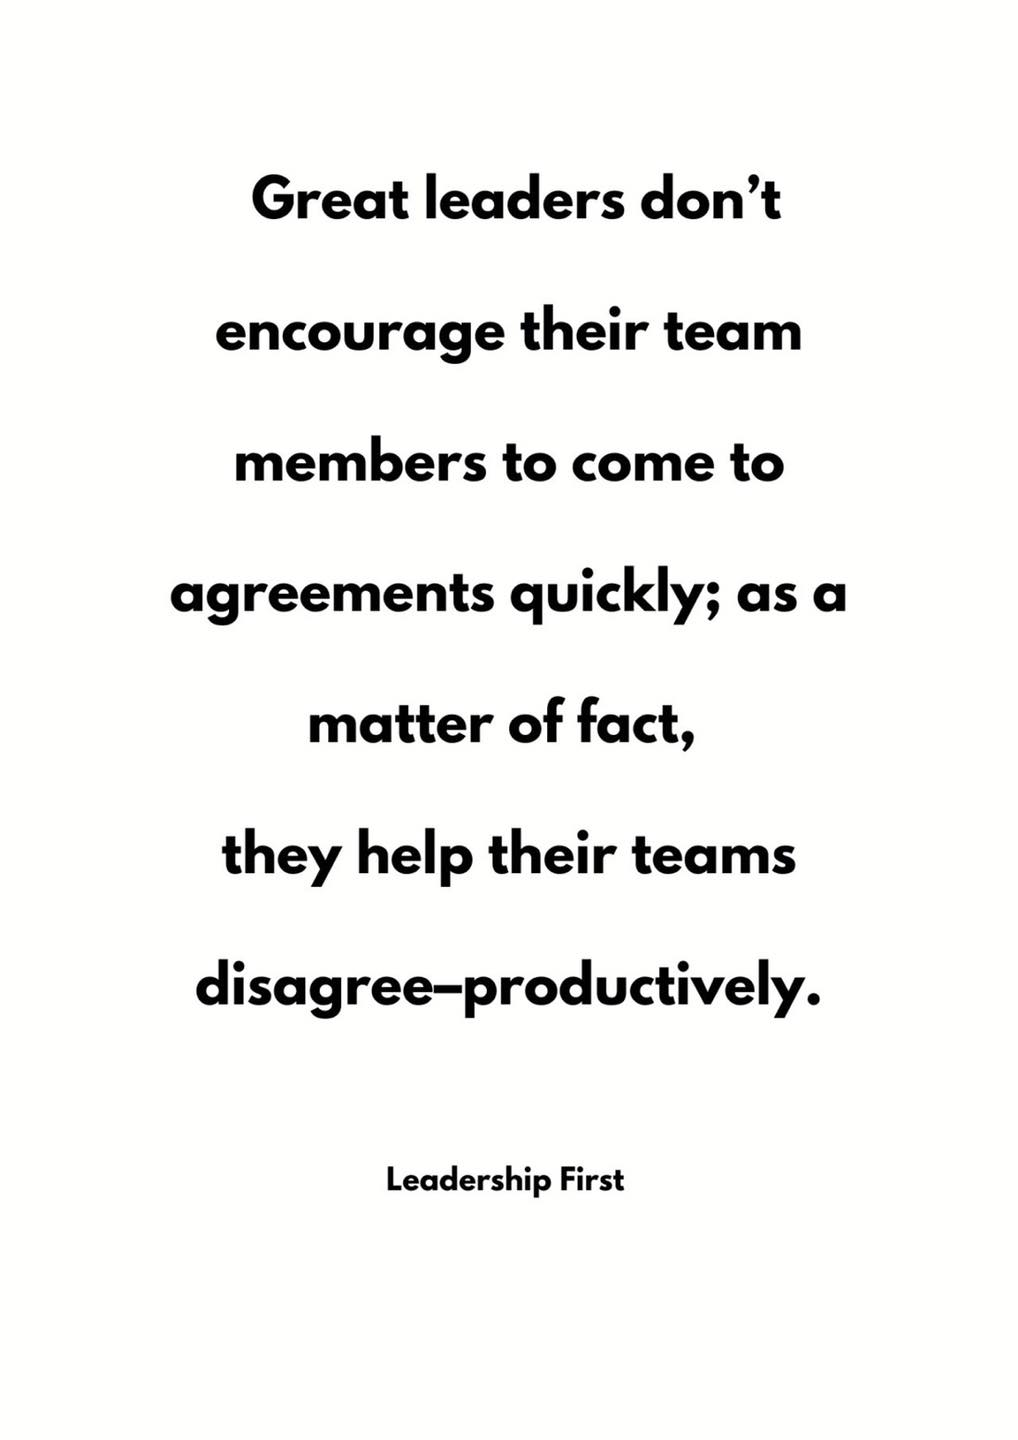 Great leaders don’t
encourage their team
members to come to
agreements quickly; as a
matter of fact,
they help their teams
disagree–productively.
Leadership First